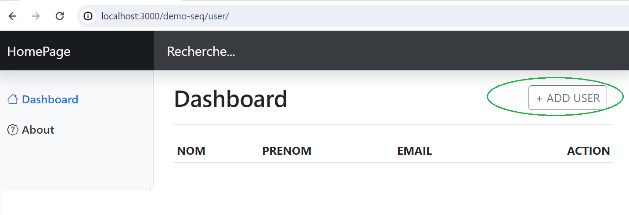 localhost:3000/demo-seq/user/
HomePage Recherche...
Dashboard
About
Dashboard + ADD USER
NOM PRENOM EMAIL ACTION